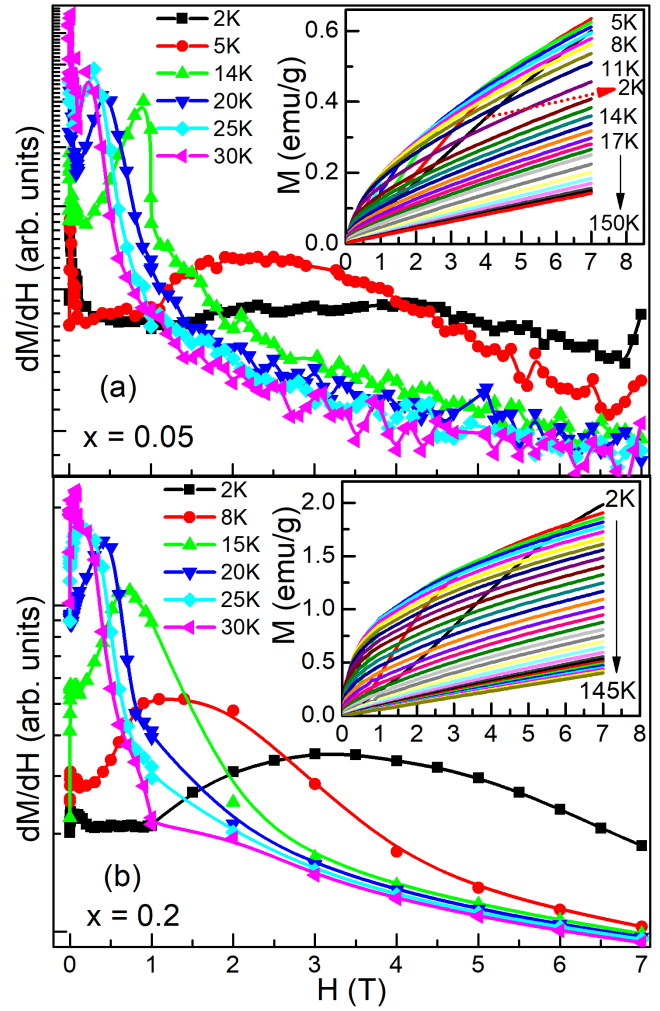 2K
5K
14K
20K
25K
30K
dM/dH (arb. units)
(a)
x = 0.05
M (emu/g)
0.6
0.4
0.2
0.0
0 1 2 3 4 5 6 7 8
5K
8K
11K
2K
14K
17K
150K
2K
8K
15K
20K
25K
30K
dM/dH (arb. units)
(b)
x = 0.2
M (emu/g)
2.0
1.5
1.0
0.5
0.0
0 1 2 3 4 5 6 7 8
2K
145K
0 1 2 3 4 5 6 7
H (T)